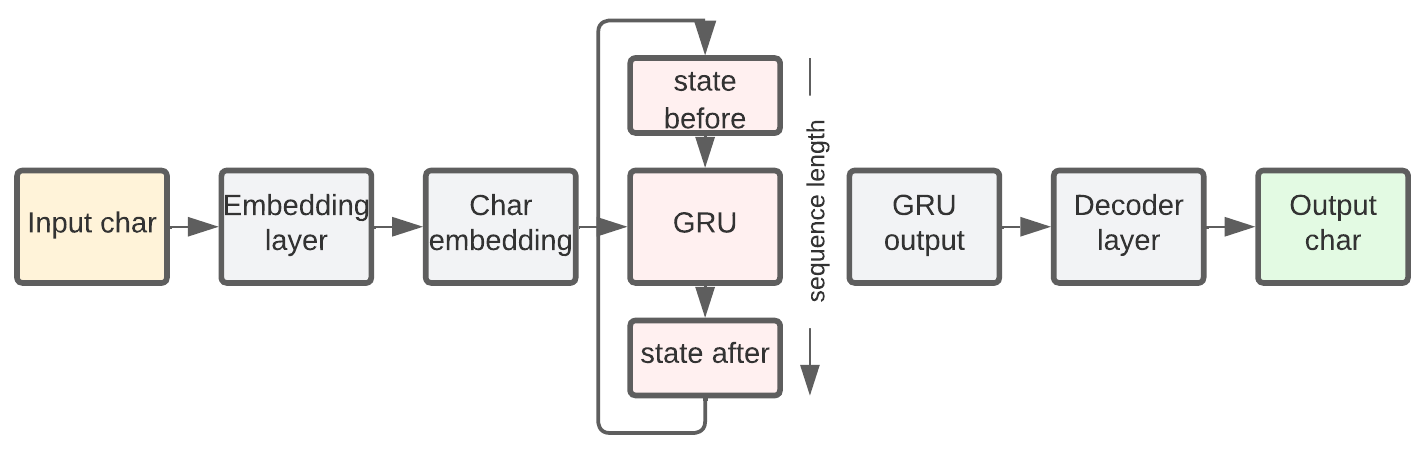 Input char
Embedding
layer
Char
embedding
state
before
GRU
state after
sequence length
GRU
output
Decoder
layer
Output
char